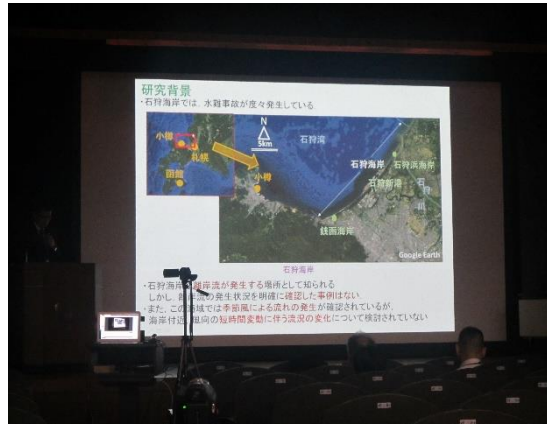 研究背景
・石狩海岸では、水難事故が度々発生している
N
5km
石狩湾
小樽
札幌
函館
小樽
石狩海岸
石狩浜海岸
石狩新港
石狩
銭函海岸
Google Earth
石狩海岸
・石狩海岸 離岸流が発生する場所として知られる
しかし、離岸流の発生状況を明確に確認した事例はない
・また、この地域では季節風による流れの発生が確認されているが、
海岸付近 風向の短時間変動に伴う流況の変化について検討されていない